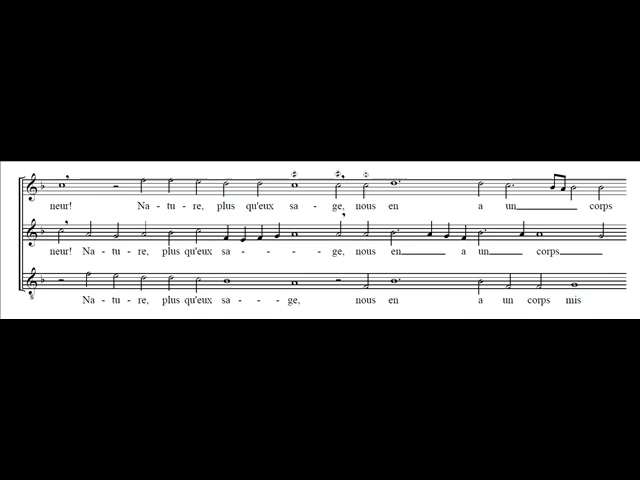 neur! Na - tu - re, plus qu'eux sa - ge, nous en a un corps
neur! Na - tu - re, plus qu'eux sa - - - - ge, nous en a un corps
Na - tu - re, plus qu'eux sa - - - ge, nous en a un corps mis